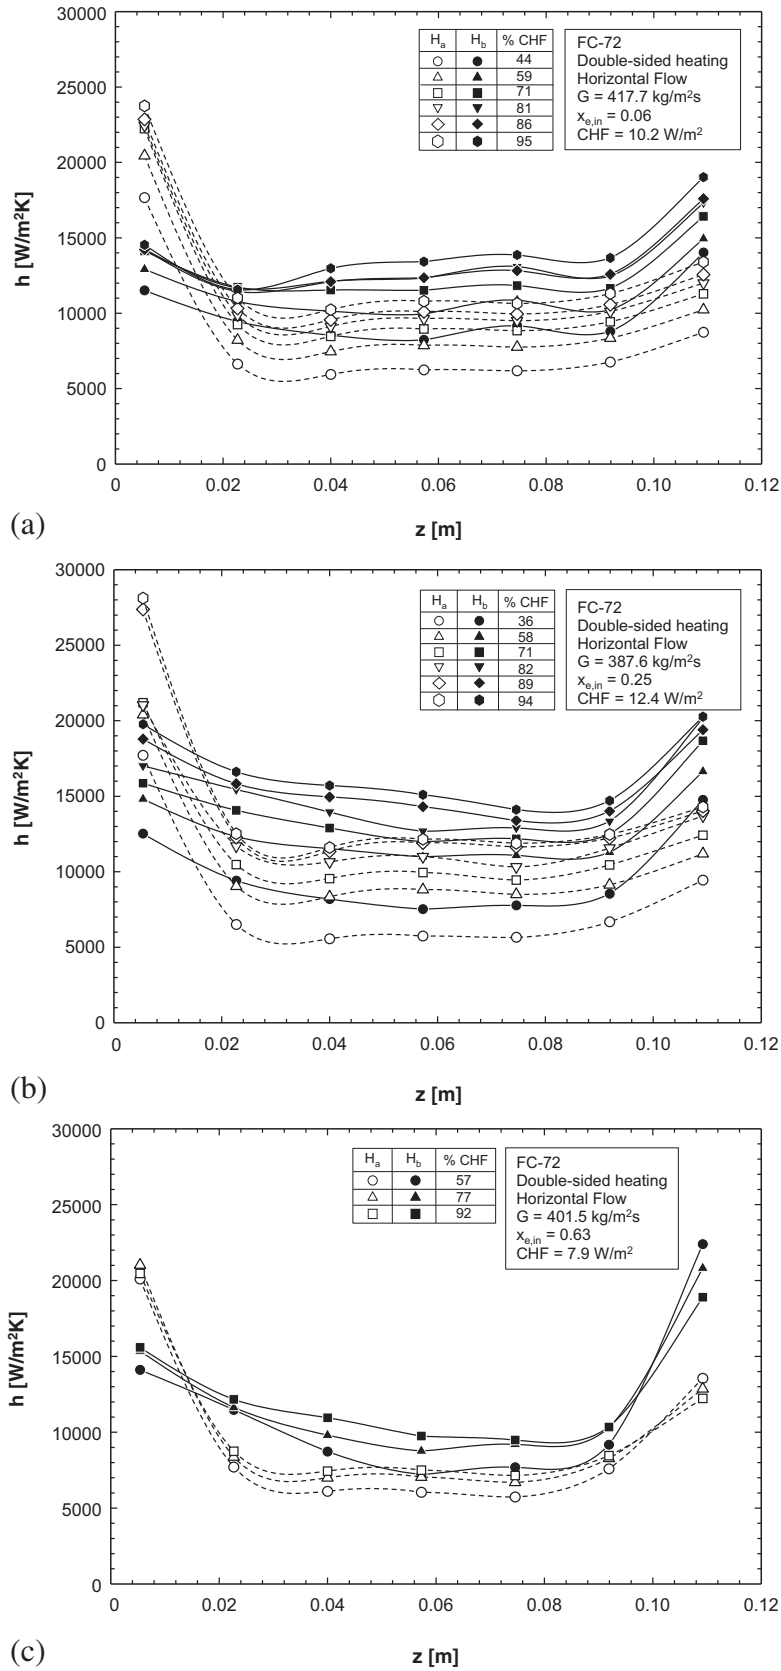 30000
25000
20000
15000
10000
5000
0
h [W/m²K]
Ha Hb % CHF
44
59
71
81
86
95
FC-72
Double-sided heating
Horizontal Flow
G = 417.7 kg/m²s
xe,in = 0.06
CHF = 10.2 W/m²
0 0.02 0.04 0.06 0.08 0.10 0.12
z [m]
(a)
30000
25000
20000
15000
10000
5000
0
h [W/m²K]
Ha Hb % CHF
36
58
71
82
89
94
FC-72
Double-sided heating
Horizontal Flow
G = 387.6 kg/m²s
xe,in = 0.25
CHF = 12.4 W/m²
0 0.02 0.04 0.06 0.08 0.10 0.12
z [m]
(b)
30000
25000
20000
15000
10000
5000
0
h [W/m²K]
Ha Hb % CHF
57
77
92
FC-72
Double-sided heating
Horizontal Flow
G = 401.5 kg/m²s
xe,in = 0.63
CHF = 7.9 W/m²
0 0.02 0.04 0.06 0.08 0.10 0.12
z [m]
(c)